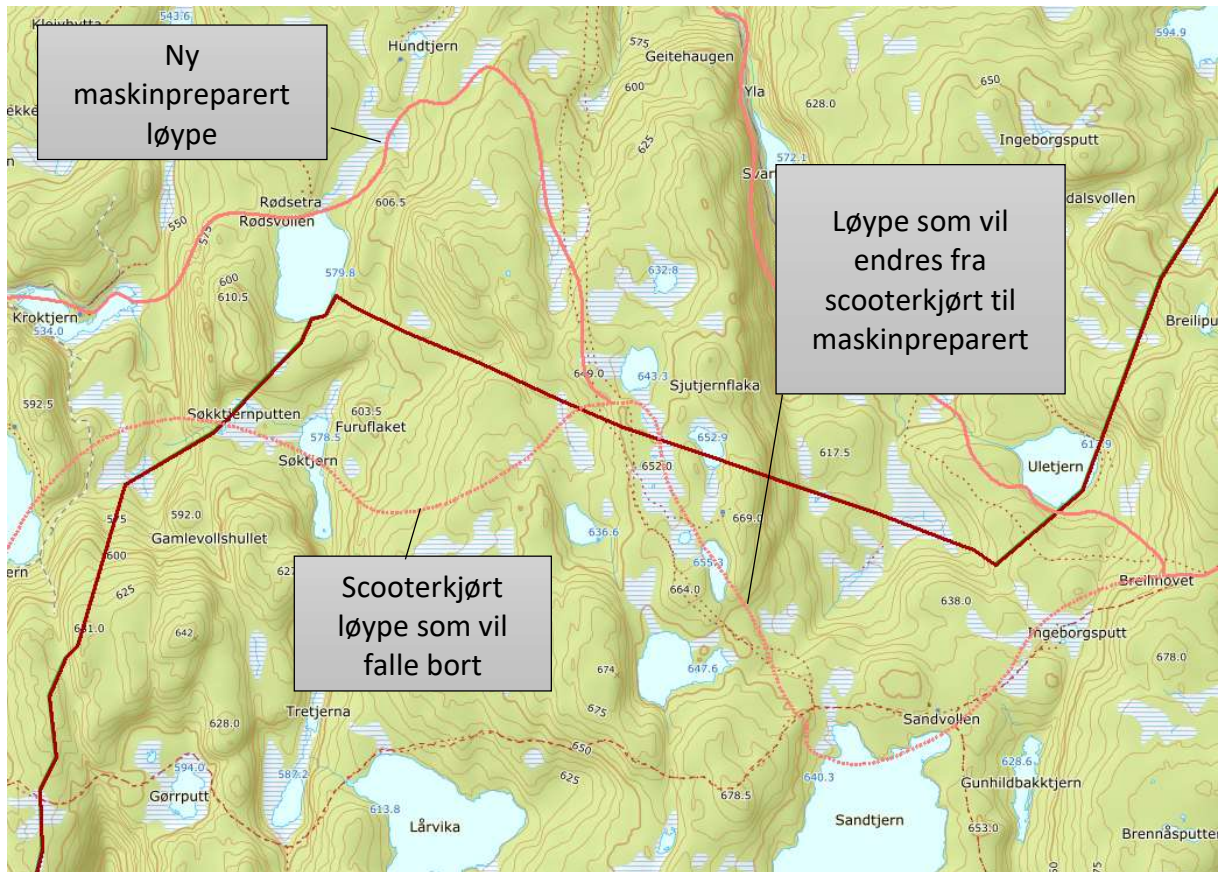 543.6
Hundtjern
575
Geitehaugen
594.9
600
650
Yla
628.0
Ny
maskinpreparert
løype
625
Ingeborgsputt
572.1
Rødsetra
606.5
Rødsvollen
dalsvollen
550
575
Løype som vil
endres fra
scooterkjørt til
maskinpreparert
579.8
600
610.5
632.8
Kroktjern
534.0
Breilipu
643.3
649.0
Sjutjernflaka
592.5
Søkktjernputten
603.5
Furuflaket
578.5
652.9
617.5
Søktjern
652.0
Uletjern
592.0
575
Gamlevollshullet
669.0
636.6
600
ern
655.3
625
664.0
638.0
Breilinovet
Scooterkjørt
løype som vil
falle bort
642
Ingeborgsputt
674
647.6
678.0
Tretjerna
675
628.0
Sandvollen
650
594.0
587.2
625
640.3
628.6
Gørrputt
678.5
Gunhildbakktjern
613.8
Lårvika
Sandtjern
653.0
Brennåsputten